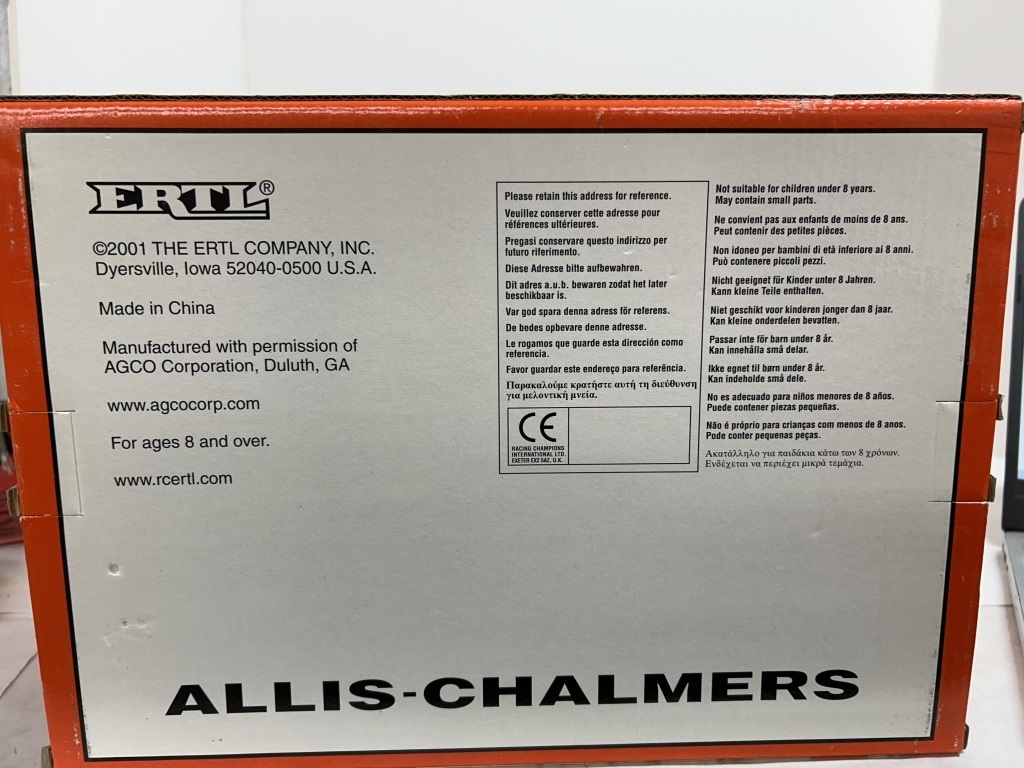 ERTL®
©2001 THE ERTL COMPANY, INC.
Dyersville, Iowa 52040-0500 U.S.A.
Made in China
Manufactured with permission of
AGCO Corporation, Duluth, GA
www.agcocorp.com
For ages 8 and over.
www.rcertl.com
Please retain this address for reference.
Veuillez conserver cette adresse pour
références ultérieures.
Pregasi conservare questo indirizzo per
futuro riferimento.
Diese Adresse bitte aufbewahren.
Dit adres a.u.b. bewaren zodat het later
beschikbaar is.
Var god spara denna adress för referens.
De bedes opbevare denne adresse.
Le rogamos que guarde esta dirección como
referencia.
Favor guardar este endereço para referência.
Παρακαλούμε κρατήστε αυτή τη διεύθυνση
για μελοντική μνεία.
CE
RACING CHAMPIONS
INTERNATIONAL LTD.
EXETER EX2 5AZ, U.K.
Not suitable for children under 8 years.
May contain small parts.
Ne convient pas aux enfants de moins de 8 ans.
Peut contenir des petites pièces.
Non idoneo per bambini di età inferiore ai 8 anni.
Può contenere piccoli pezzi.
Nicht geeignet für Kinder unter 8 Jahren.
Kann kleine Teile enthalten.
Niet geschikt voor kinderen jonger dan 8 jaar.
Kan kleine onderdelen bevatten.
Passar inte för barn under 8 år.
Kan innehålla små delar.
Ikke egnet til børn under 8 år.
Kan indeholde små dele.
No es adecuado para niños menores de 8 años.
Puede contener piezas pequeñas.
Não é próprio para crianças com menos de 8 anos.
Pode conter pequenas peças.
Ακατάλληλο για παιδάκια κάτω των 8 χρόνων.
Ενδέχεται να περιέχει μικρά τεμάχια.
ALLIS-CHALMERS